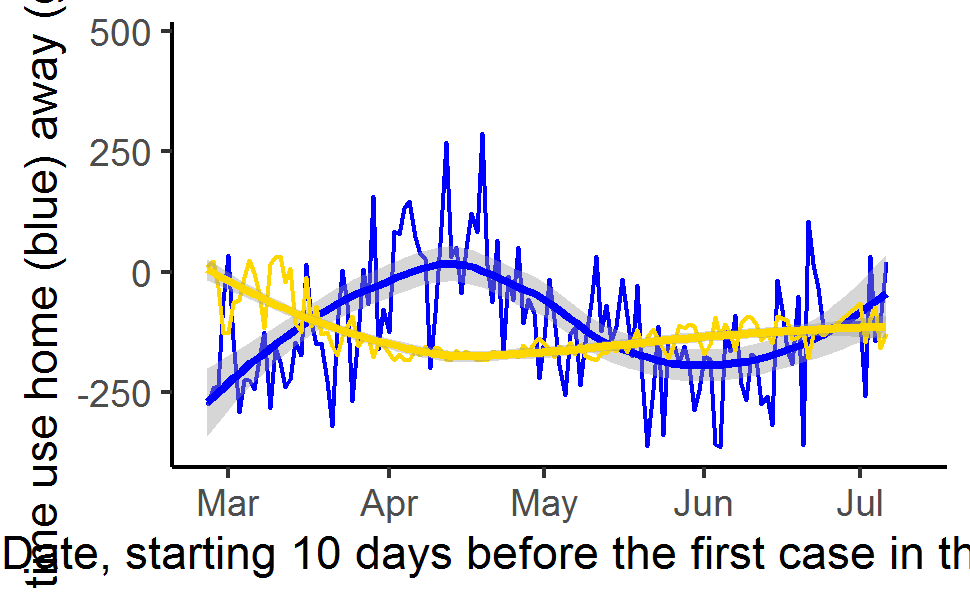 time use home (blue) away (
500
250
0
-250
Mar Apr May Jun Jul
Date, starting 10 days before the first case in th